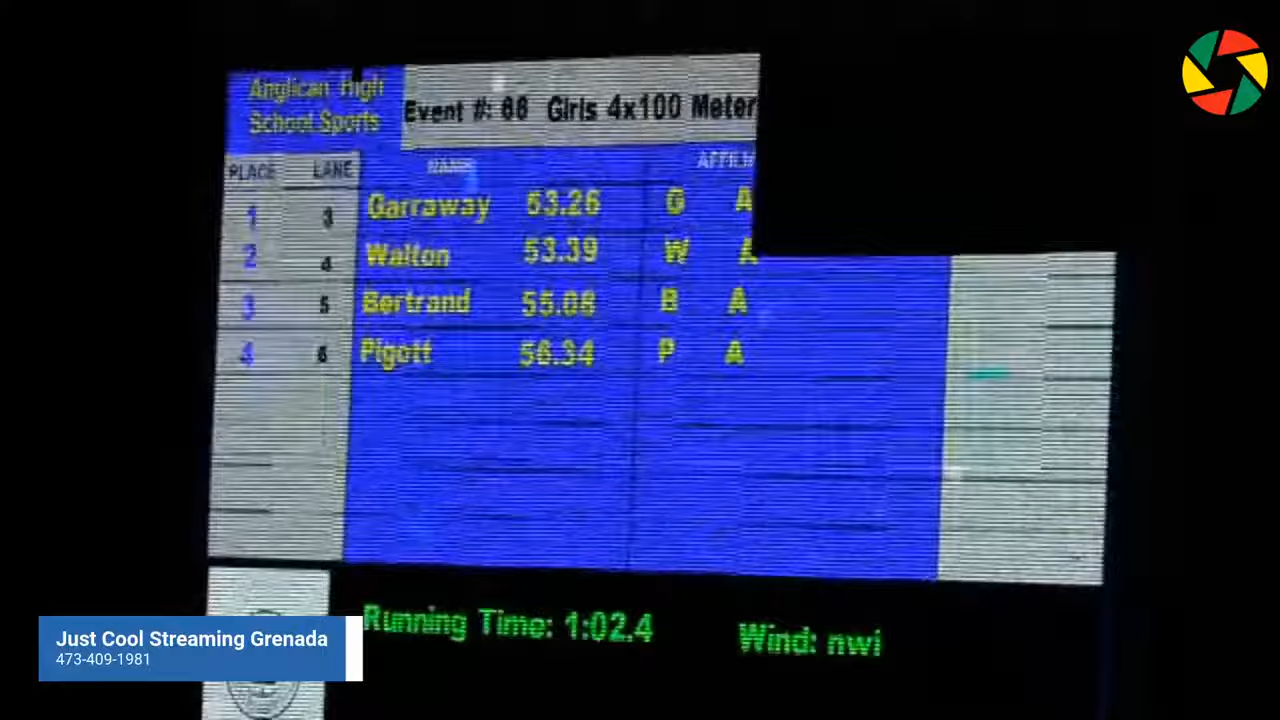 Anglican High
School Sports
Event #: 66 Girls 4x100 Meter
PLACE LANE NAME
1 3 Garraway 53.26 G A
2 4 Walton 53.39 W A
3 5 Bertrand 55.08 B A
4 6 Pigott 56.34 P A
Running Time: 1:02.4 Wind: nwi
Just Cool Streaming Grenada
473-409-1981